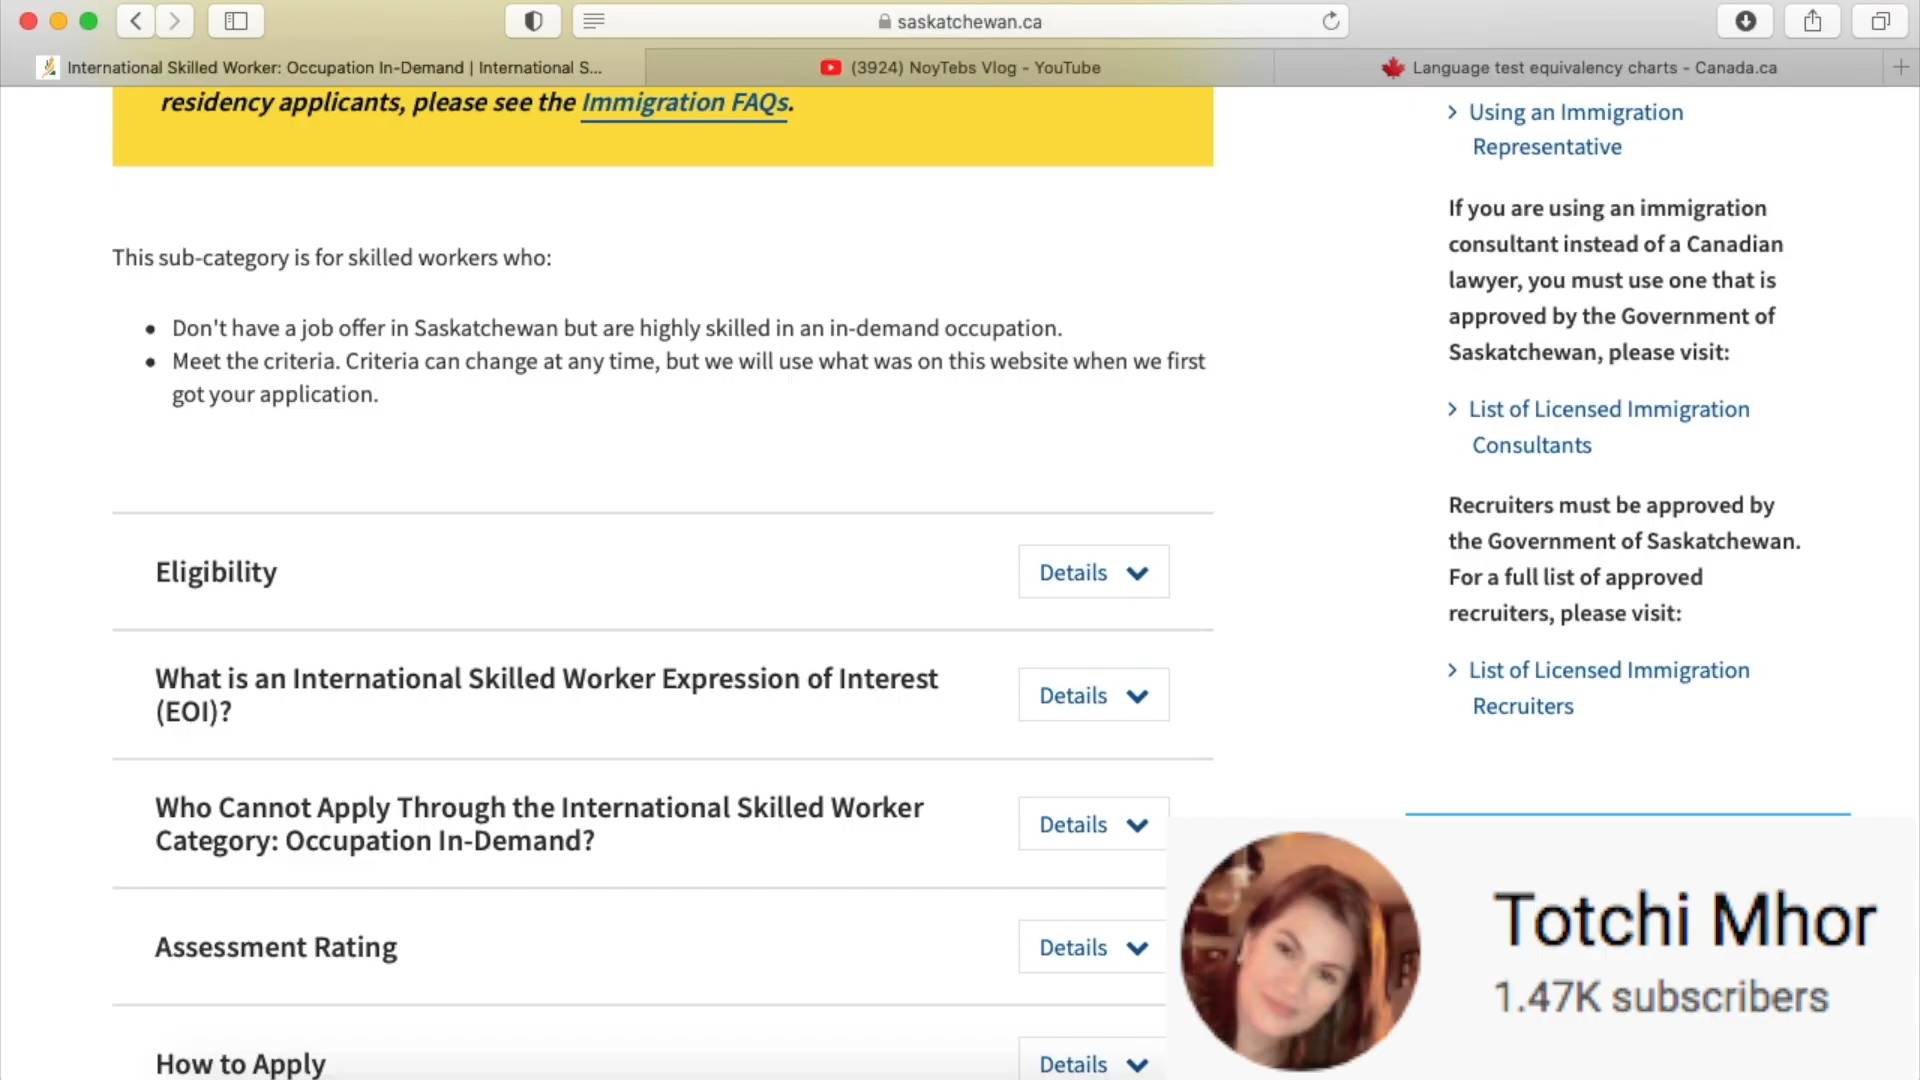 saskatchewan.ca
International Skilled Worker: Occupation In-Demand | International S...
(3924) NoyTebs Vlog - YouTube
Language test equivalency charts - Canada.ca
residency applicants, please see the Immigration FAQs.
This sub-category is for skilled workers who:
• Don't have a job offer in Saskatchewan but are highly skilled in an in-demand occupation.
• Meet the criteria. Criteria can change at any time, but we will use what was on this website when we first
got your application.
Eligibility
Details
What is an International Skilled Worker Expression of Interest
(EOI)?
Details
Who Cannot Apply Through the International Skilled Worker
Category: Occupation In-Demand?
Details
Assessment Rating
Details
How to Apply
Details
Using an Immigration
Representative
If you are using an immigration
consultant instead of a Canadian
lawyer, you must use one that is
approved by the Government of
Saskatchewan, please visit:
List of Licensed Immigration
Consultants
Recruiters must be approved by
the Government of Saskatchewan.
For a full list of approved
recruiters, please visit:
List of Licensed Immigration
Recruiters
Totchi Mhor
1.47K subscribers